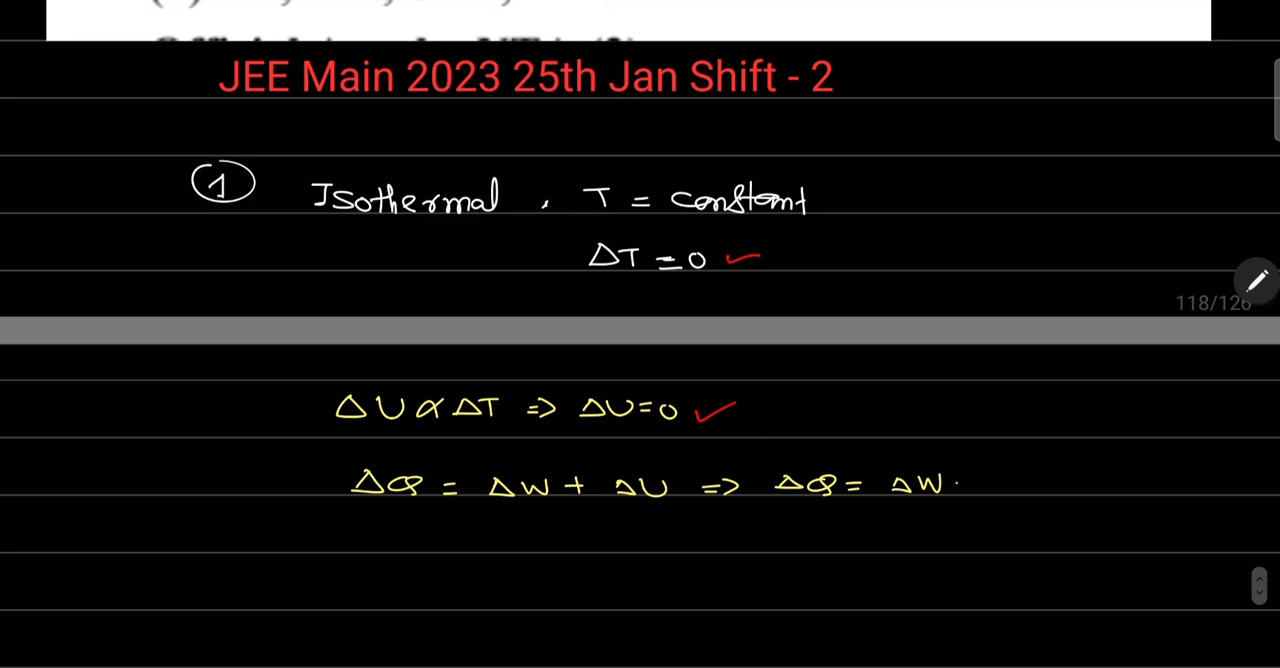 JEE Main 2023 25th Jan Shift - 2
1 Isothermal, T = constant
ΔT = 0 ✓
118/126
ΔU ∝ ΔT => ΔU = 0 ✓
ΔQ = ΔW + ΔU => ΔQ = ΔW.